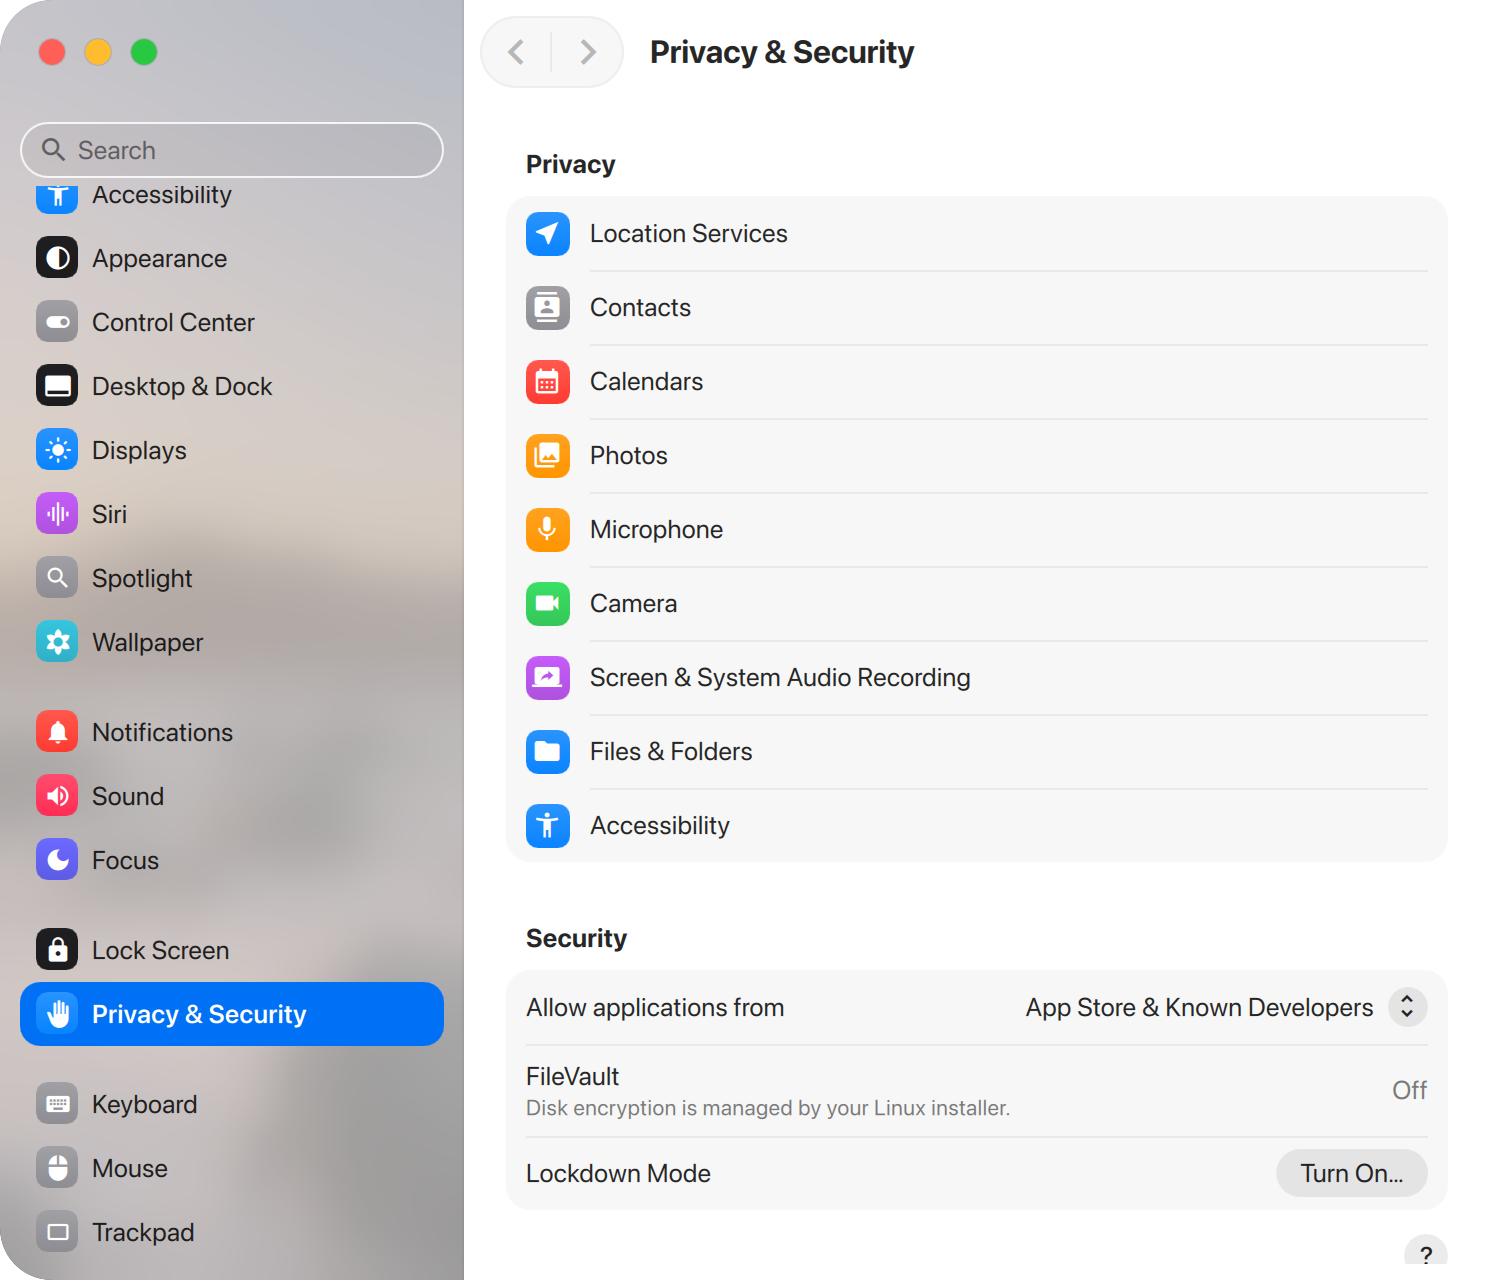 Search
Accessibility
Appearance
Control Center
Desktop & Dock
Displays
Siri
Spotlight
Wallpaper
Notifications
Sound
Focus
Lock Screen
Privacy & Security
Keyboard
Mouse
Trackpad
Privacy & Security
Privacy
Location Services
Contacts
Calendars
Photos
Microphone
Camera
Screen & System Audio Recording
Files & Folders
Accessibility
Security
Allow applications from App Store & Known Developers
FileVault
Disk encryption is managed by your Linux installer.
Off
Lockdown Mode Turn On...
?